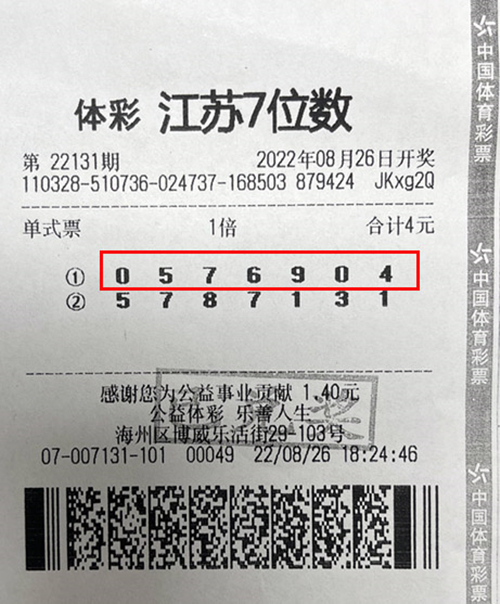 体彩 江苏7位数
第 22131期 2022年08月26日开奖
110328-510736-024737-168503 879424 JKxg2Q
单式票 1倍 合计4元
① 0 5 7 6 9 0 4
② 5 7 8 7 1 3 1
感谢您为公益事业贡献 1.40元
公益体彩 乐善人生
海州区博威乐活街29-103号
07-007131-101 00049 22/08/26 18:24:46
中国体育彩票
中国体育彩票
中国体育彩票